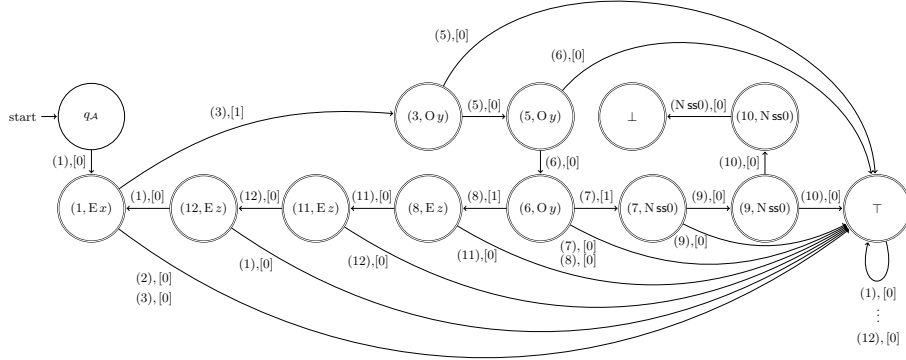 (5),[0]
(6),[0]
(3),[1]
start
q𝒜
(3, O y)
(5),[0]
(5, O y)
⊥
(N ss0),[0]
(10, N ss0)
(1),[0]
(6),[0]
(10),[0]
(1, E x)
(1),[0]
(12, E z)
(12),[0]
(11, E z)
(11),[0]
(8, E z)
(8),[1]
(6, O y)
(7),[1]
(7, N ss0)
(9),[0]
(9, N ss0)
(10),[0]
⊤
(2),[0]
(3),[0]
(1),[0]
(12),[0]
(11),[0]
(7),[0]
(8),[0]
(9),[0]
(1),[0]
⋮
(12),[0]